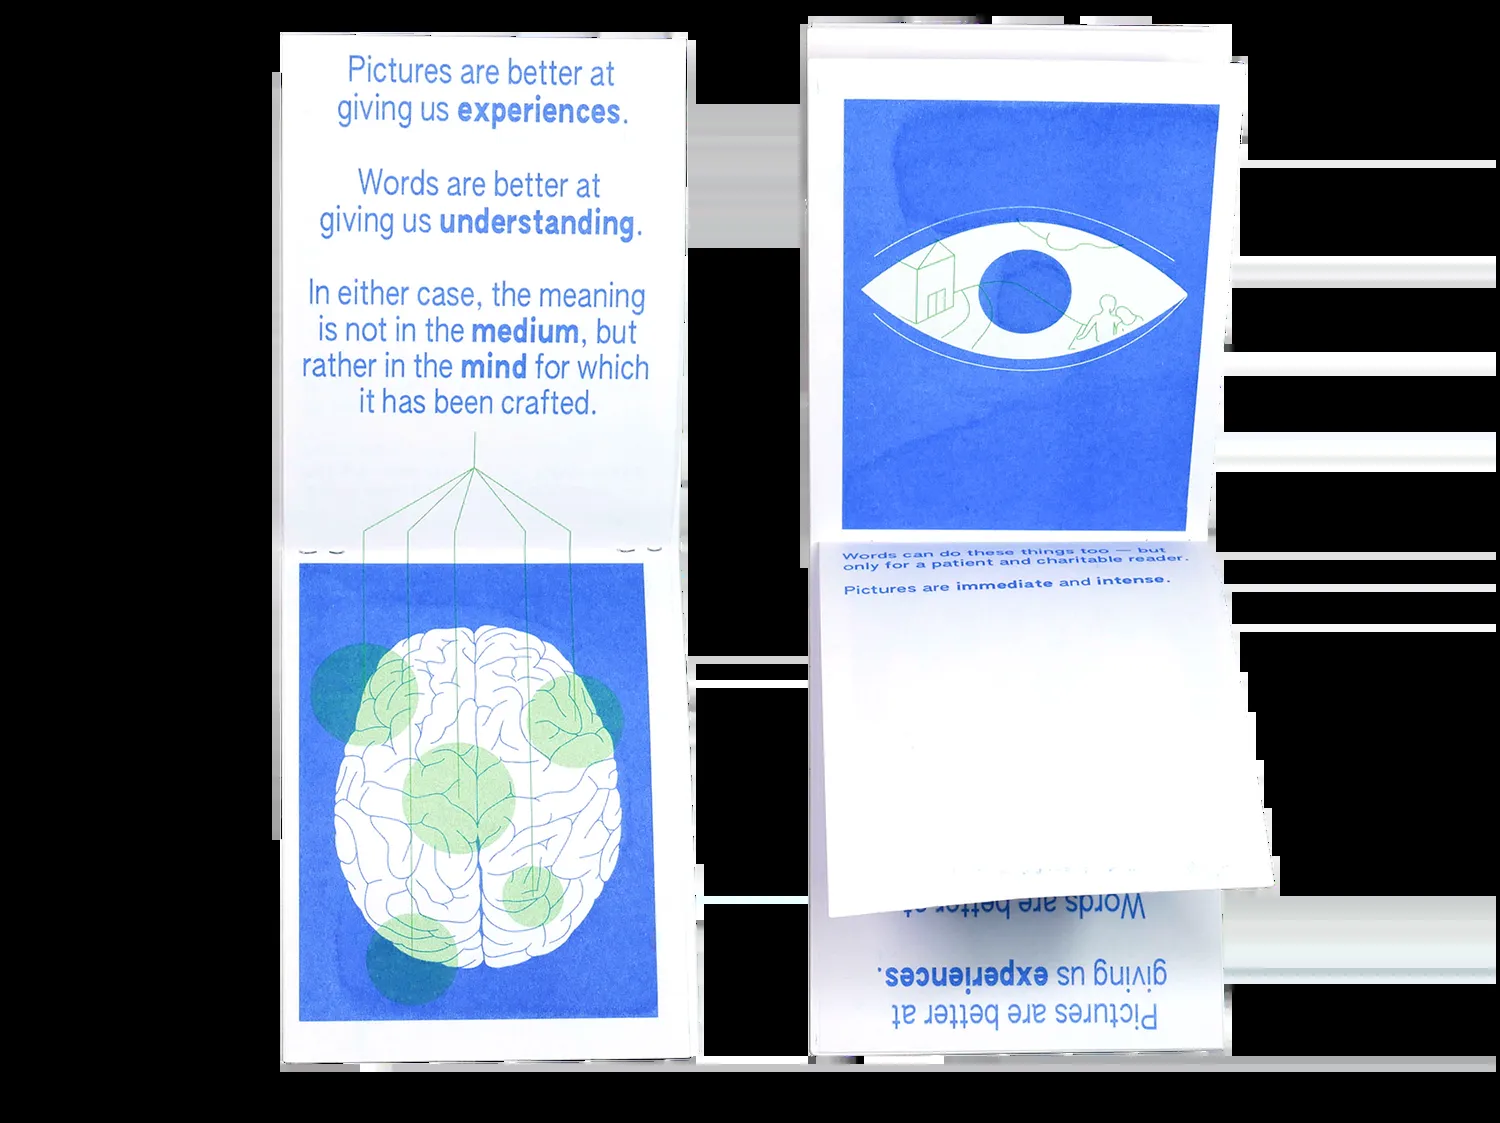 Pictures are better at
giving us experiences.
Words are better at
giving us understanding.
In either case, the meaning
is not in the medium, but
rather in the mind for which
it has been crafted.
Words can do these things too — but
only for a patient and charitable reader.
Pictures are immediate and intense.
Words are better at
giving us experiences.
Pictures are better at